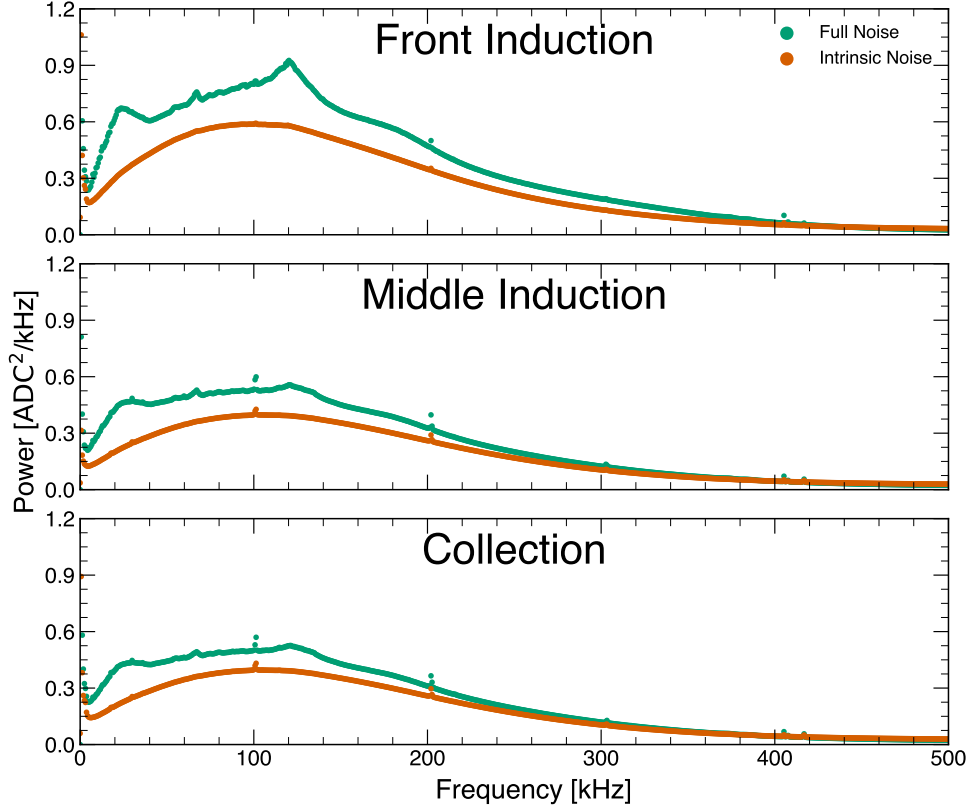 1.2
Front Induction
Full Noise
Intrinsic Noise
0.9
0.6
0.3
0.0
1.2
Middle Induction
0.9
0.6
0.3
0.0
Power [ADC²/kHz]
1.2
Collection
0.9
0.6
0.3
0.0
0 100 200 300 400 500
Frequency [kHz]